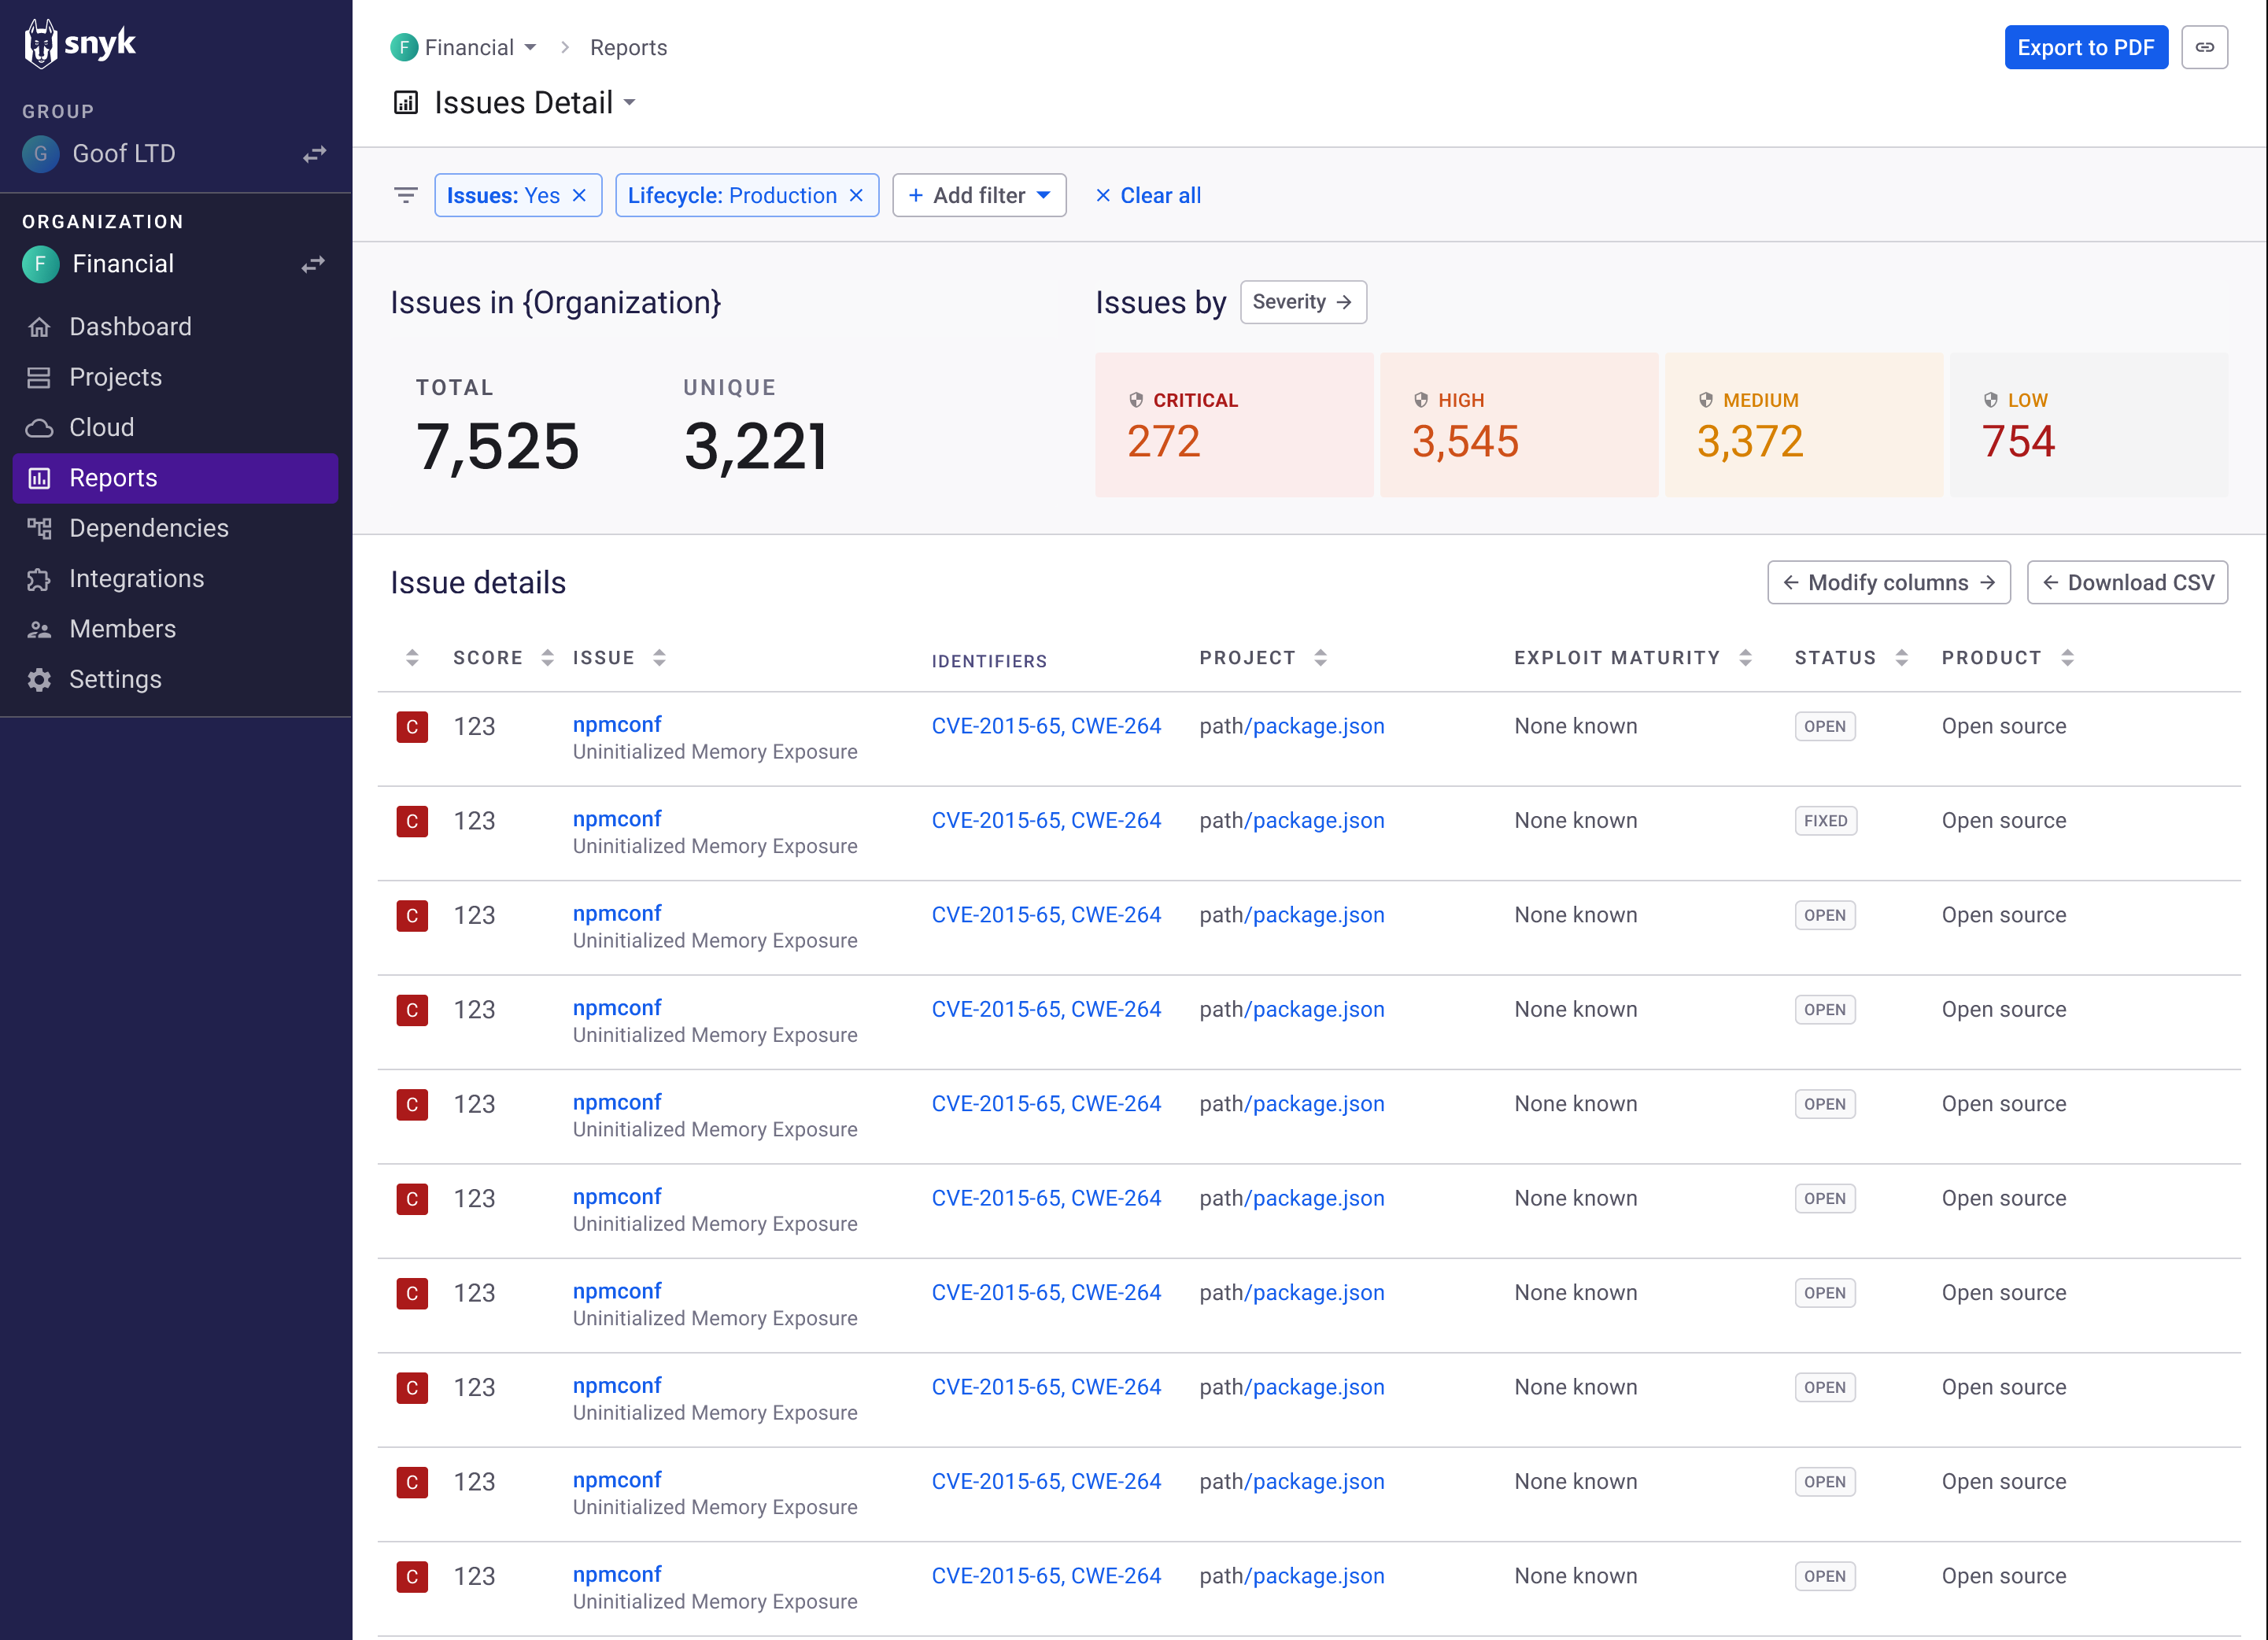 snyk
GROUP
G Goof LTD
ORGANIZATION
F Financial
Dashboard
Projects
Cloud
Reports
Dependencies
Integrations
Members
Settings
F Financial > Reports
Export to PDF
Issues Detail
Issues: Yes × Lifecycle: Production × + Add filter × Clear all
Issues in {Organization}
TOTAL UNIQUE
7,525 3,221
Issues by Severity →
CRITICAL HIGH MEDIUM LOW
272 3,545 3,372 754
Issue details
← Modify columns → ← Download CSV
SCORE ISSUE IDENTIFIERS PROJECT EXPLOIT MATURITY STATUS PRODUCT
C 123 npmconf CVE-2015-65, CWE-264 path/package.json None known OPEN Open source
Uninitialized Memory Exposure
C 123 npmconf CVE-2015-65, CWE-264 path/package.json None known FIXED Open source
Uninitialized Memory Exposure
C 123 npmconf CVE-2015-65, CWE-264 path/package.json None known OPEN Open source
Uninitialized Memory Exposure
C 123 npmconf CVE-2015-65, CWE-264 path/package.json None known OPEN Open source
Uninitialized Memory Exposure
C 123 npmconf CVE-2015-65, CWE-264 path/package.json None known OPEN Open source
Uninitialized Memory Exposure
C 123 npmconf CVE-2015-65, CWE-264 path/package.json None known OPEN Open source
Uninitialized Memory Exposure
C 123 npmconf CVE-2015-65, CWE-264 path/package.json None known OPEN Open source
Uninitialized Memory Exposure
C 123 npmconf CVE-2015-65, CWE-264 path/package.json None known OPEN Open source
Uninitialized Memory Exposure
C 123 npmconf CVE-2015-65, CWE-264 path/package.json None known OPEN Open source
Uninitialized Memory Exposure
C 123 npmconf CVE-2015-65, CWE-264 path/package.json None known OPEN Open source
Uninitialized Memory Exposure